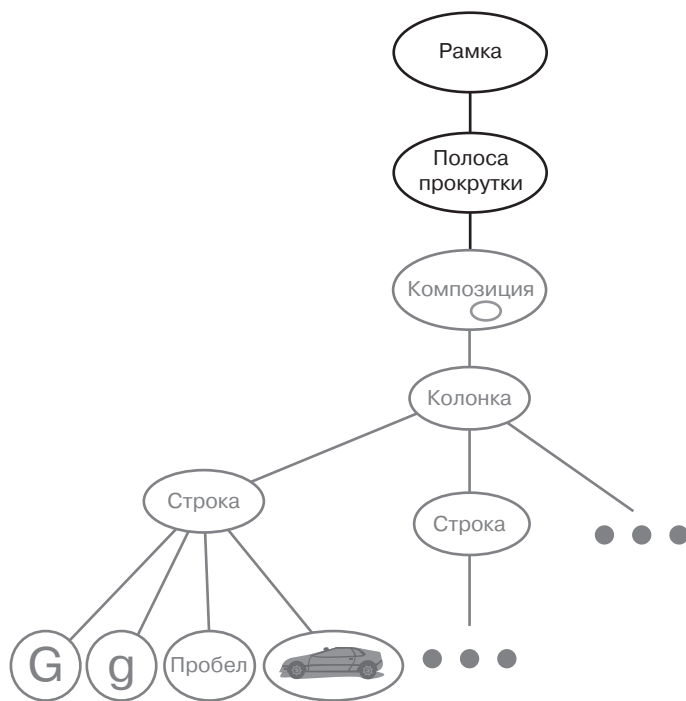 Рамка
Полоса
прокрутки
Композиция
Колонка
Строка
Строка
G
g
Пробел